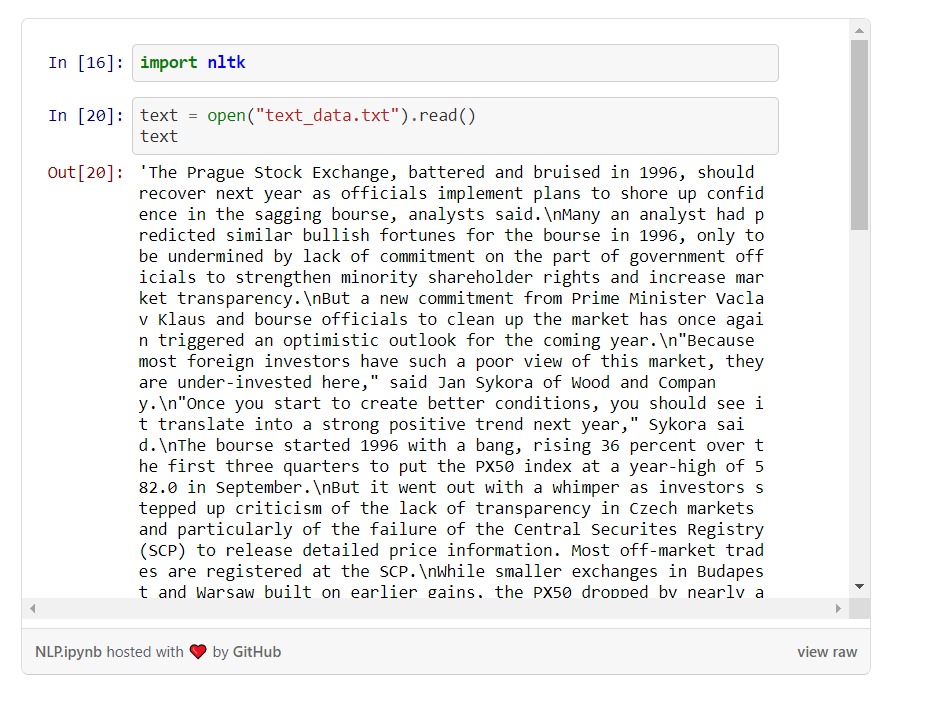 In [16]: import nltk
In [20]: text = open("text_data.txt").read()
text
Out[20]: 'The Prague Stock Exchange, battered and bruised in 1996, should
recover next year as officials implement plans to shore up confid
ence in the sagging bourse, analysts said.\nMany an analyst had p
redicted similar bullish fortunes for the bourse in 1996, only to
be undermined by lack of commitment on the part of government off
icials to strengthen minority shareholder rights and increase mar
ket transparency.\nBut a new commitment from Prime Minister Vacla
v Klaus and bourse officials to clean up the market has once agai
n triggered an optimistic outlook for the coming year.\n"Because
most foreign investors have such a poor view of this market, they
are under-invested here," said Jan Sykora of Wood and Compan
y.\n"Once you start to create better conditions, you should see i
t translate into a strong positive trend next year," Sykora sai
d.\nThe bourse started 1996 with a bang, rising 36 percent over t
he first three quarters to put the PX50 index at a year-high of 5
82.0 in September.\nBut it went out with a whimper as investors s
tepped up criticism of the lack of transparency in Czech markets
and particularly of the failure of the Central Securites Registry
(SCP) to release detailed price information. Most off-market trad
es are registered at the SCP.\nWhile smaller exchanges in Budapes
t and Warsaw built on earlier gains, the PX50 dropped by nearly a
NLP.ipynb hosted with ❤ by GitHub view raw